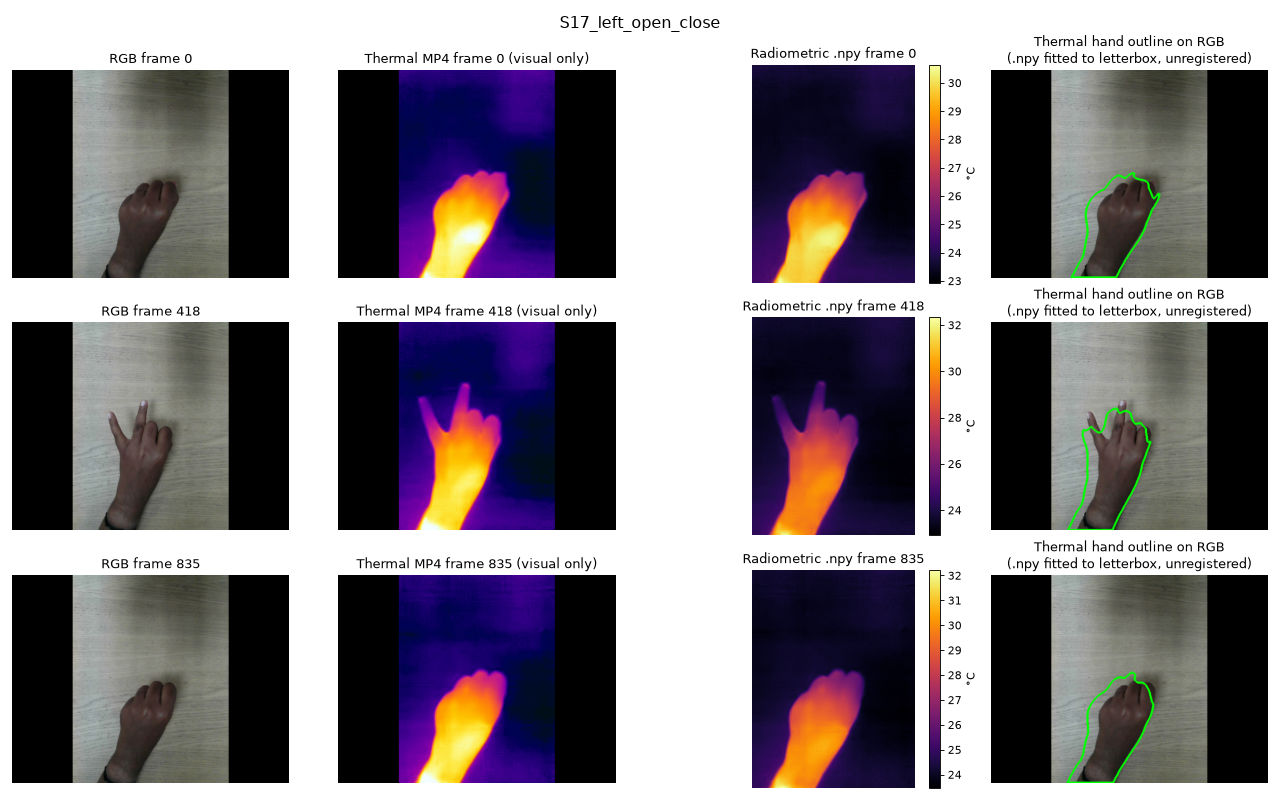 S17_left_open_close
RGB frame 0
Thermal MP4 frame 0 (visual only)
Radiometric .npy frame 0
Thermal hand outline on RGB
(.npy fitted to letterbox, unregistered)
30
29
28
27
26
25
24
23
°C
RGB frame 418
Thermal MP4 frame 418 (visual only)
Radiometric .npy frame 418
Thermal hand outline on RGB
(.npy fitted to letterbox, unregistered)
32
30
28
26
24
°C
RGB frame 835
Thermal MP4 frame 835 (visual only)
Radiometric .npy frame 835
Thermal hand outline on RGB
(.npy fitted to letterbox, unregistered)
32
31
30
29
28
27
26
25
24
°C